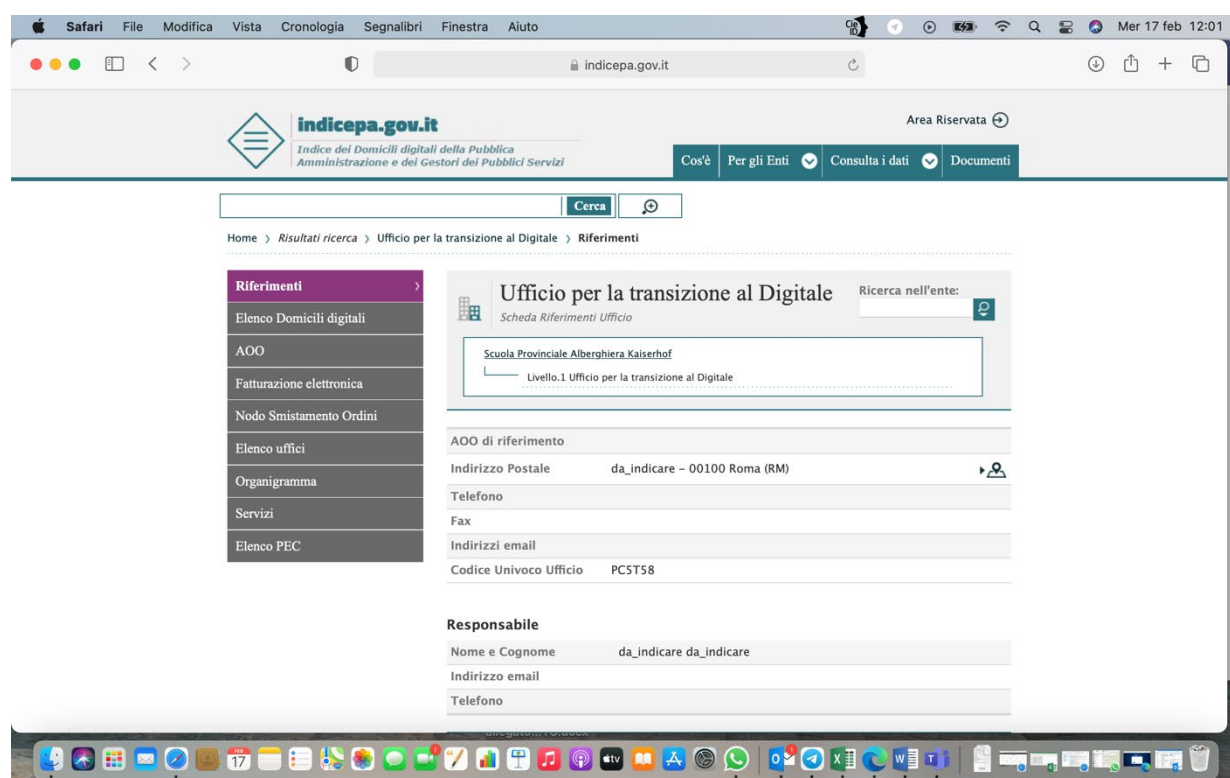 Safari File Modifica Vista Cronologia Segnalibri Finestra Aiuto Mer 17 feb 12:01
indicepa.gov.it
indicepa.gov.it
Indice dei Domicili digitali della Pubblica
Amministrazione e dei Gestori dei Pubblici Servizi
Area Riservata
Cos'è Per gli Enti Consulta i dati Documenti
Cerca
Home > Risultati ricerca > Ufficio per la transizione al Digitale > Riferimenti
Riferimenti
Elenco Domicili digitali
AOO
Fatturazione elettronica
Nodo Smistamento Ordini
Elenco uffici
Organigramma
Servizi
Elenco PEC
Ufficio per la transizione al Digitale
Scheda Riferimenti Ufficio
Ricerca nell'ente:
Scuola Provinciale Alberghiera Kaiserhof
Livello.1 Ufficio per la transizione al Digitale
AOO di riferimento
Indirizzo Postale da_indicare - 00100 Roma (RM)
Telefono
Fax
Indirizzi email
Codice Univoco Ufficio PC5T58
Responsabile
Nome e Cognome da_indicare da_indicare
Indirizzo email
Telefono
FEB
17
tv